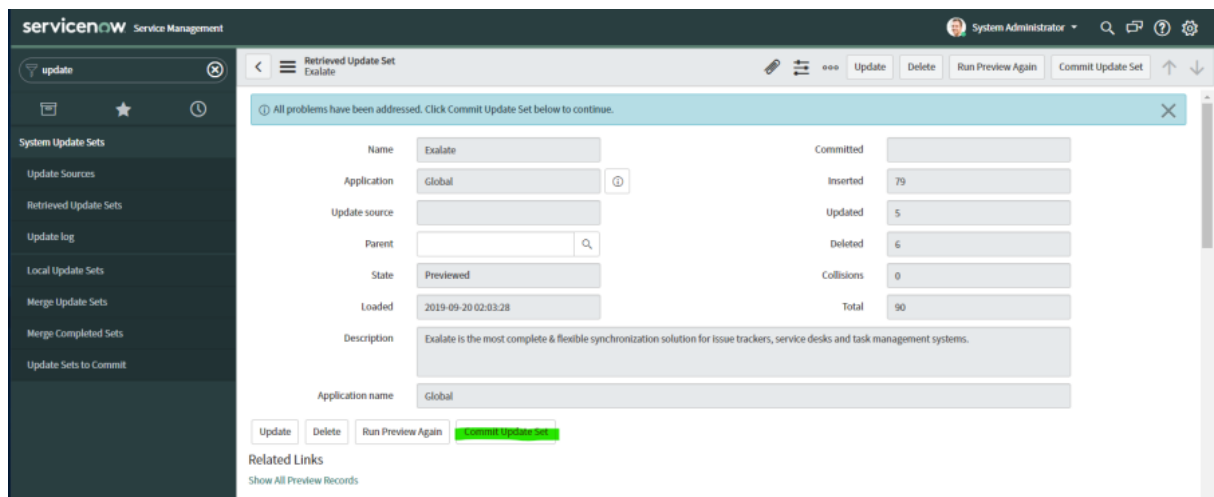 servicenow Service Management
System Administrator
update
Retrieved Update Set
Exalate
Update Delete Run Preview Again Commit Update Set
All problems have been addressed. Click Commit Update Set below to continue.
System Update Sets
Update Sources
Retrieved Update Sets
Update log
Local Update Sets
Merge Update Sets
Merge Completed Sets
Update Sets to Commit
Name Exalate
Committed
Application Global
Inserted 79
Update source
Updated 5
Parent
Deleted 6
State Previewed
Collisions 0
Loaded 2019-09-20 02:03:28
Total 90
Description Exalate is the most complete & flexible synchronization solution for issue trackers, service desks and task management systems.
Application name Global
Update Delete Run Preview Again Commit Update Set
Related Links
Show All Preview Records